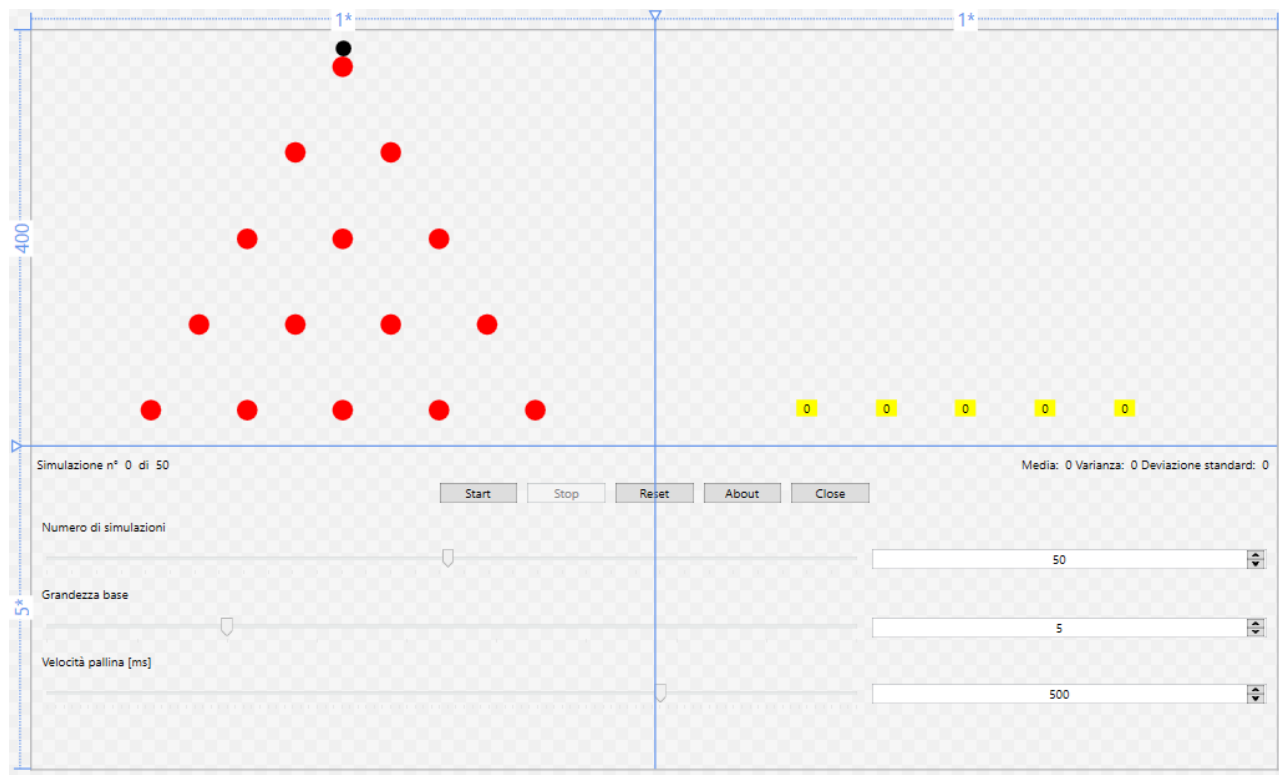 1* 1*
400
0 0 0 0 0
Simulazione n° 0 di 50 Media: 0 Varianza: 0 Deviazione standard: 0
Start Stop Reset About Close
Numero di simulazioni
50
Grandezza base
5*
5
Velocità pallina [ms]
500